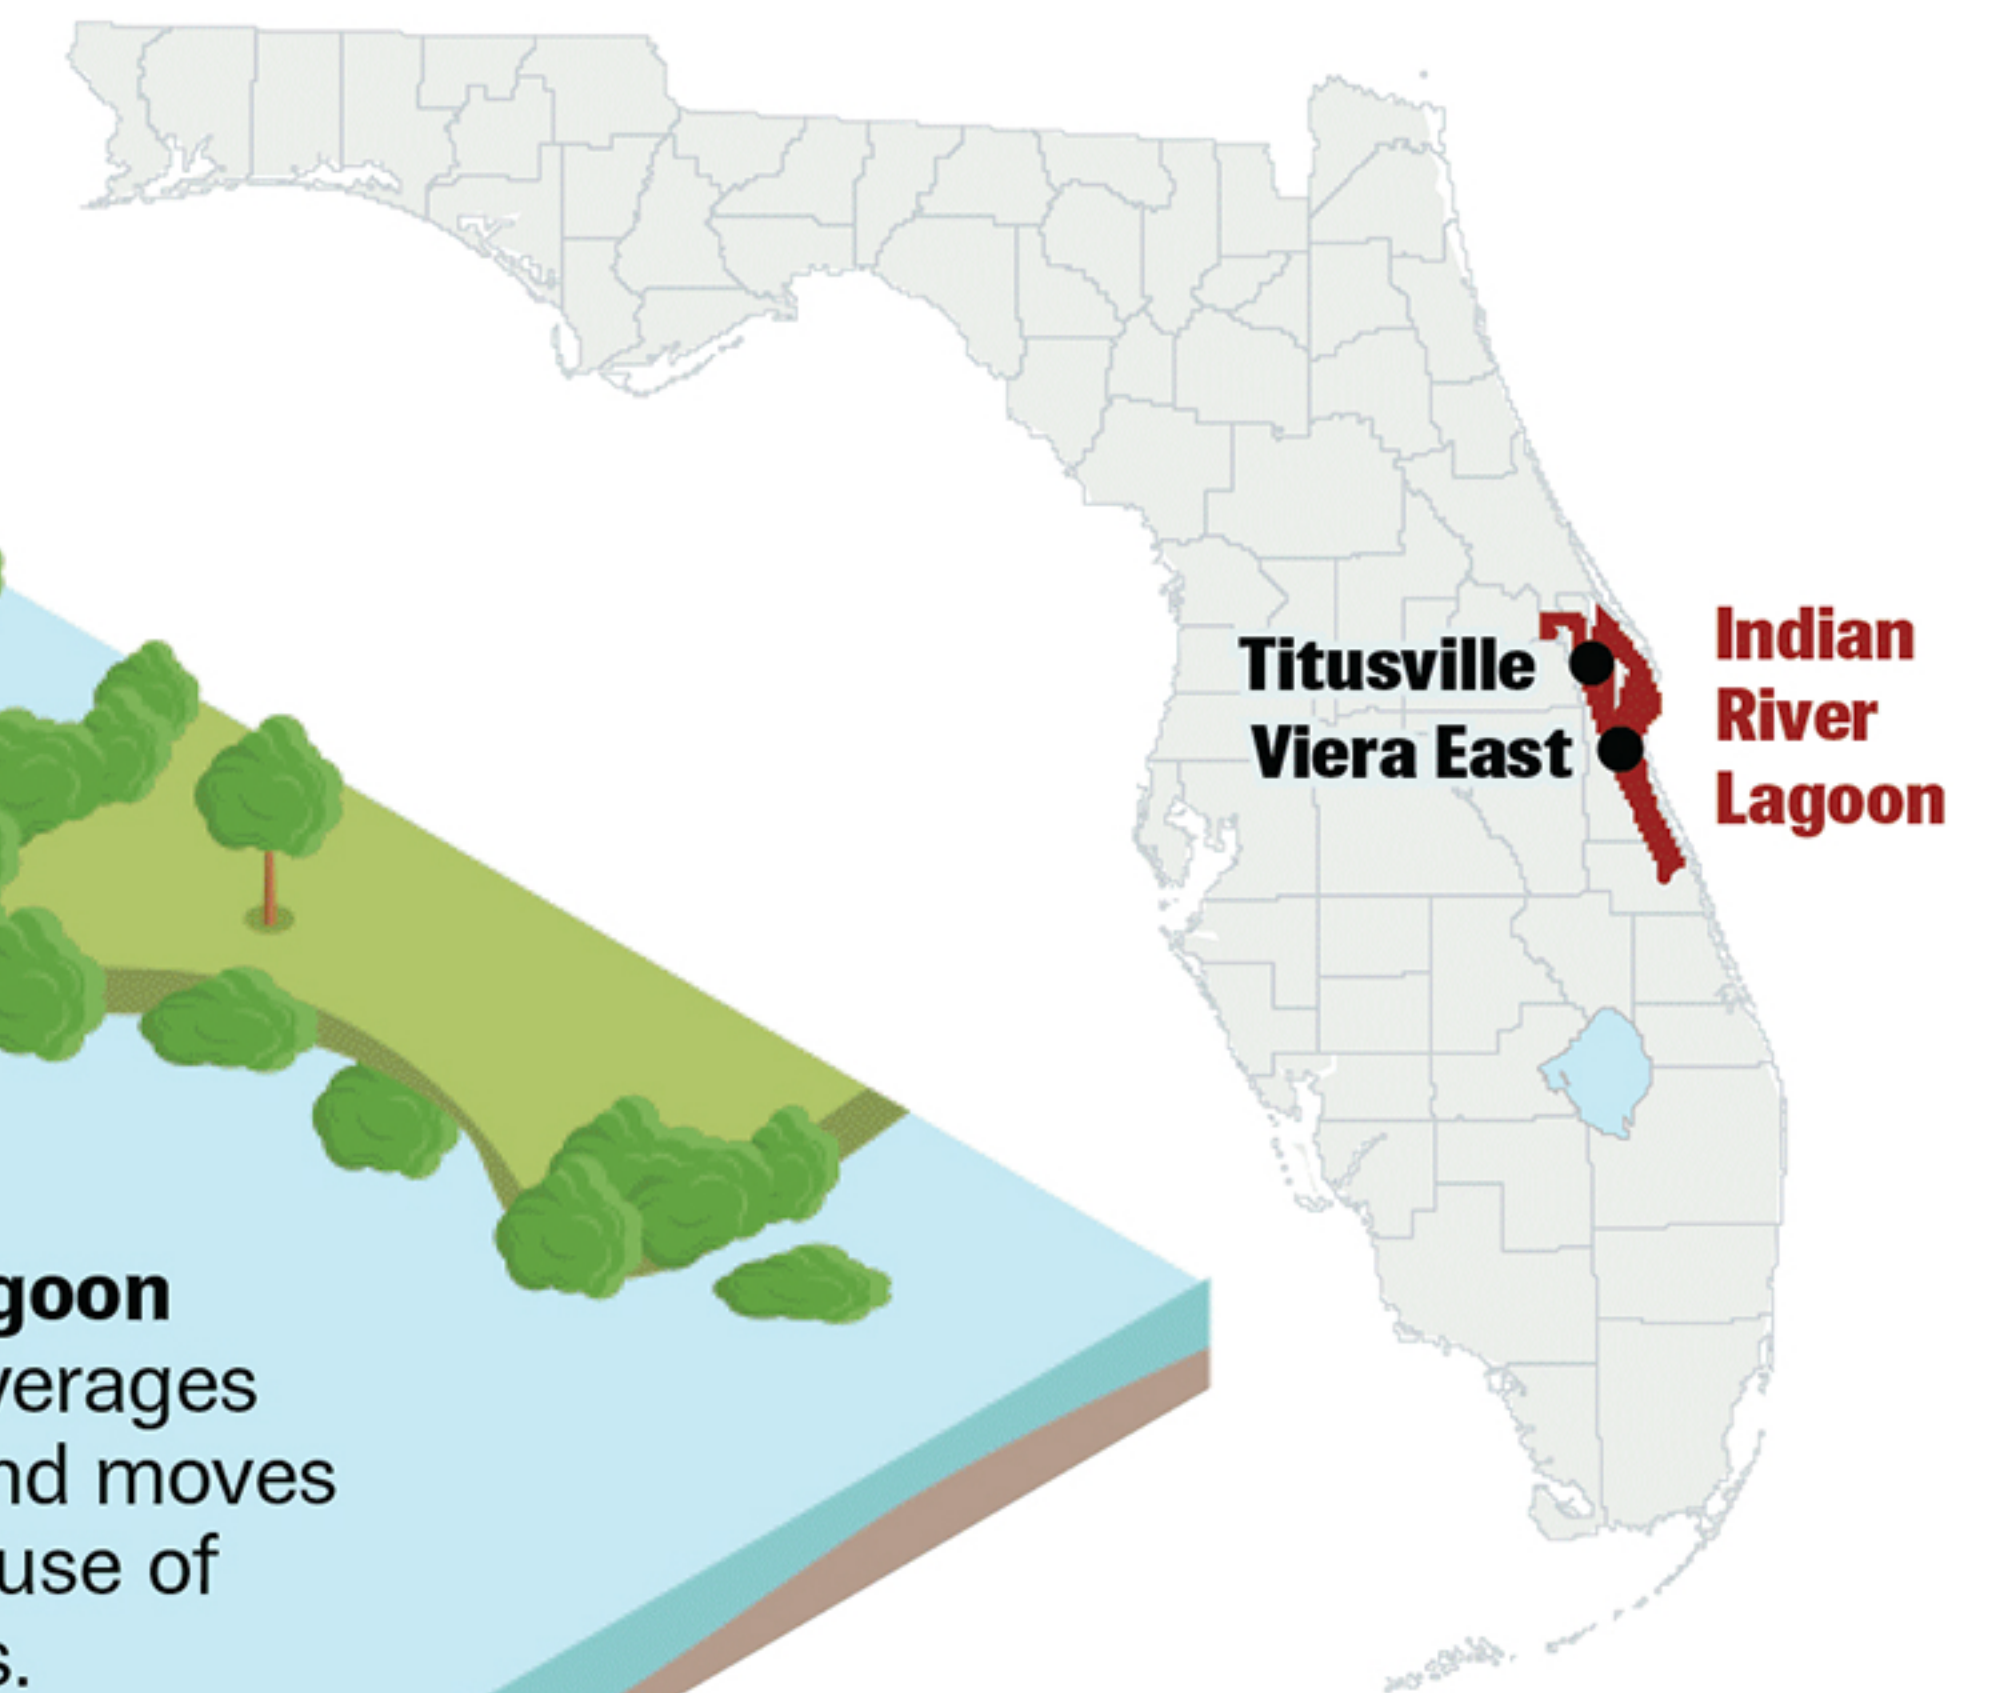 Titusville
Viera East
Indian
River
Lagoon
goon
verages
nd moves
use of
s.